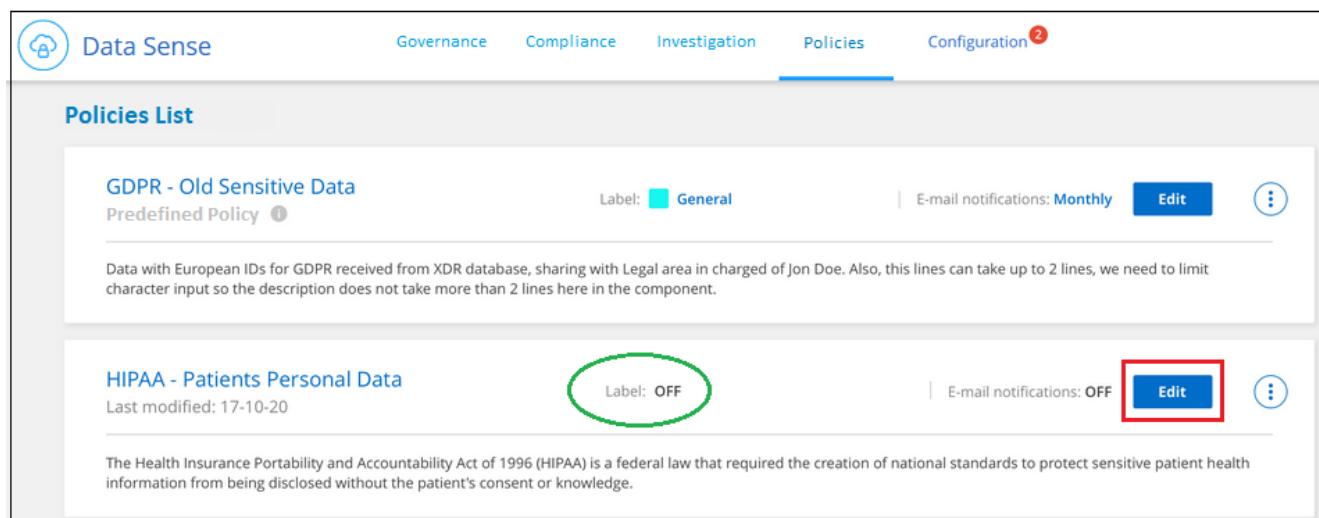 Data Sense
Governance
Compliance
Investigation
Policies
Configuration
2
Policies List
GDPR - Old Sensitive Data
Predefined Policy
Label: General
E-mail notifications: Monthly
Edit
Data with European IDs for GDPR received from XDR database, sharing with Legal area in charged of Jon Doe. Also, this lines can take up to 2 lines, we need to limit
character input so the description does not take more than 2 lines here in the component.
HIPAA - Patients Personal Data
Last modified: 17-10-20
Label: OFF
E-mail notifications: OFF
Edit
The Health Insurance Portability and Accountability Act of 1996 (HIPAA) is a federal law that required the creation of national standards to protect sensitive patient health
information from being disclosed without the patient's consent or knowledge.